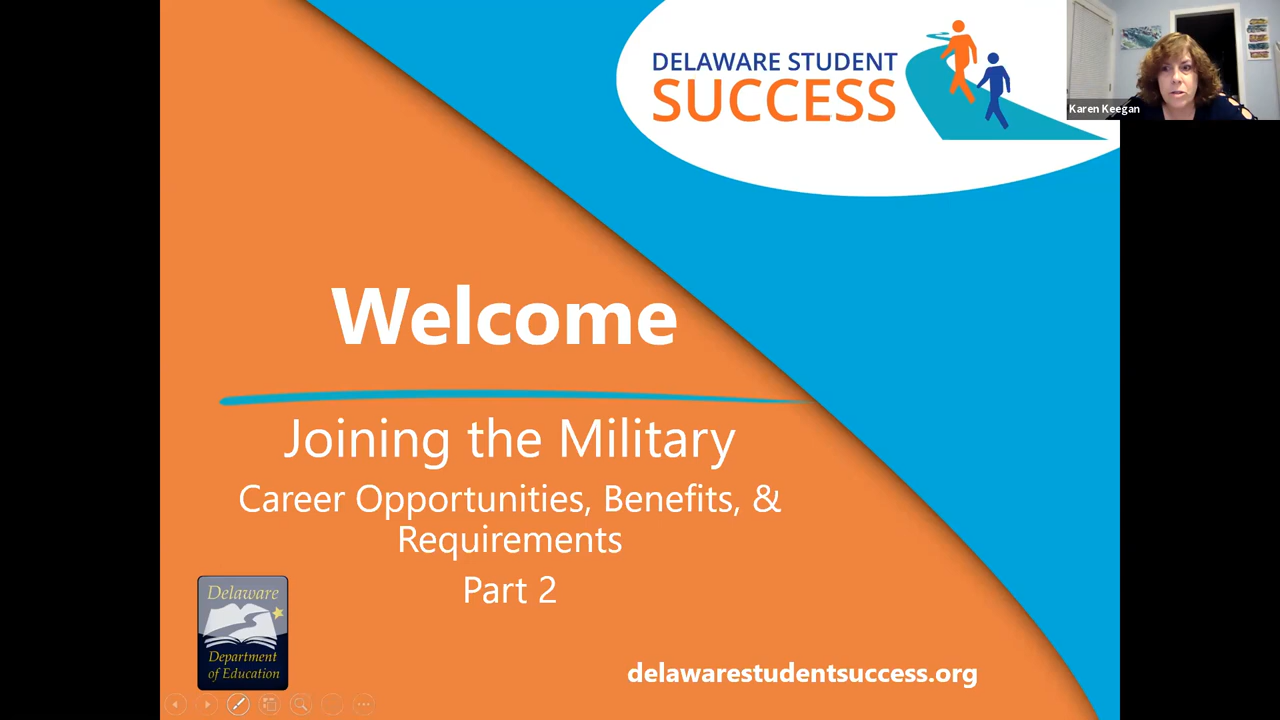 DELAWARE STUDENT
SUCCESS
Karen Keegan
Welcome
Joining the Military
Career Opportunities, Benefits, &
Requirements
Part 2
Delaware
Department
of Education
delawarestudentsuccess.org